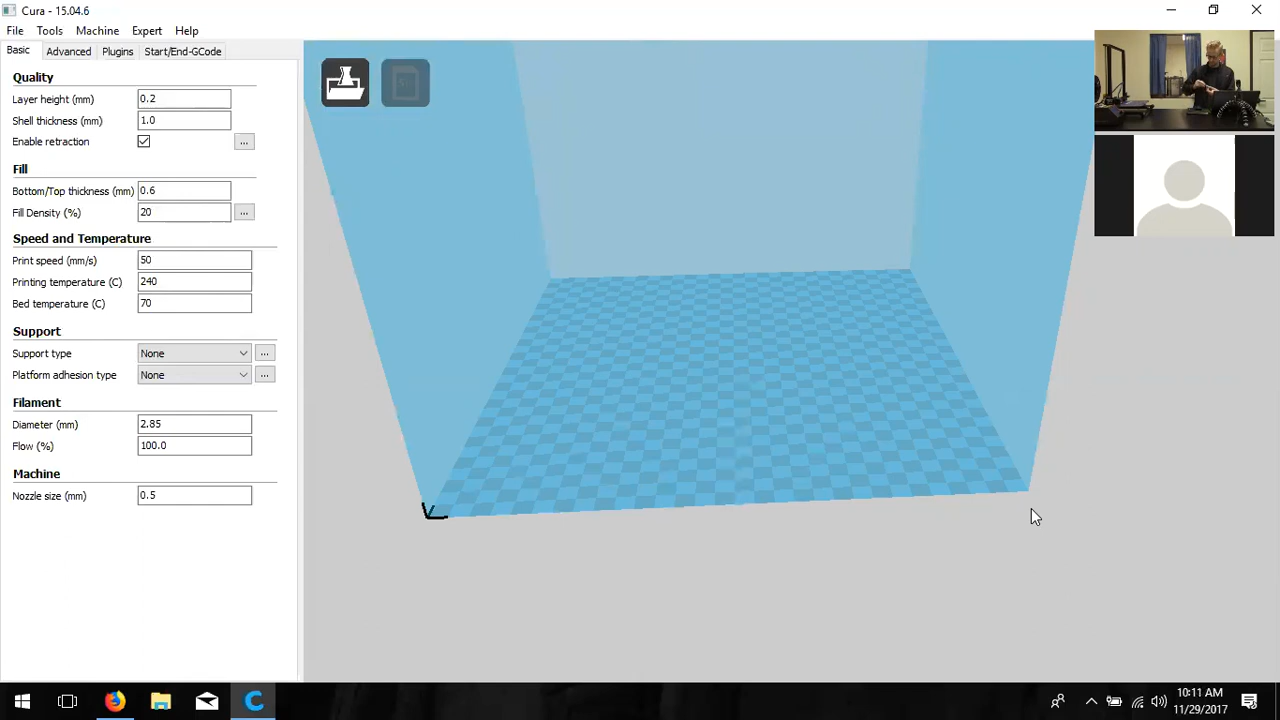 Cura - 15.04.6
File Tools Machine Expert Help
Basic Advanced Plugins Start/End-GCode
Quality
Layer height (mm) 0.2
Shell thickness (mm) 1.0
Enable retraction ...
Fill
Bottom/Top thickness (mm) 0.6
Fill Density (%) 20 ...
Speed and Temperature
Print speed (mm/s) 50
Printing temperature (C) 240
Bed temperature (C) 70
Support
Support type None ...
Platform adhesion type None ...
Filament
Diameter (mm) 2.85
Flow (%) 100.0
Machine
Nozzle size (mm) 0.5
10:11 AM
11/29/2017